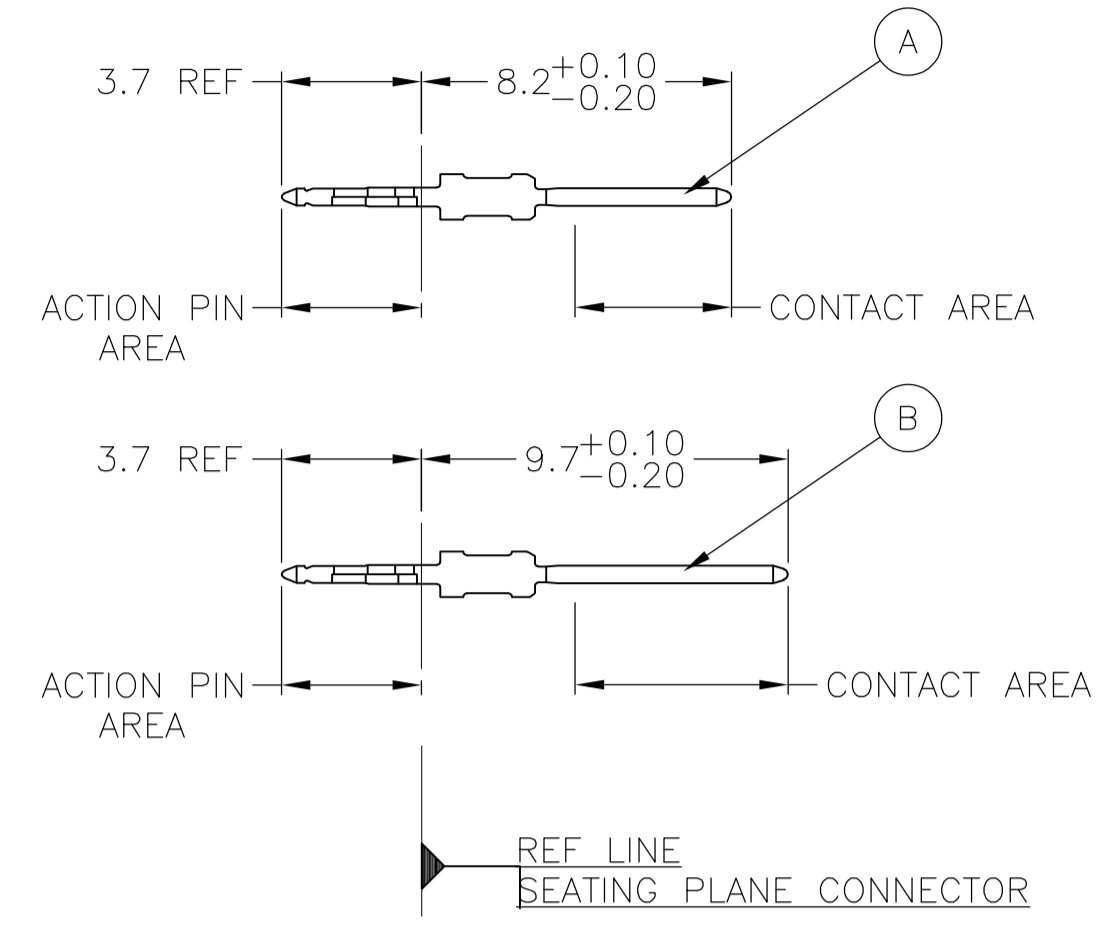 A
3.7 REF
8.2 +0.10 −0.20
ACTION PIN
AREA
CONTACT AREA
B
3.7 REF
9.7 +0.10 −0.20
ACTION PIN
AREA
CONTACT AREA
REF LINE
SEATING PLANE CONNECTOR